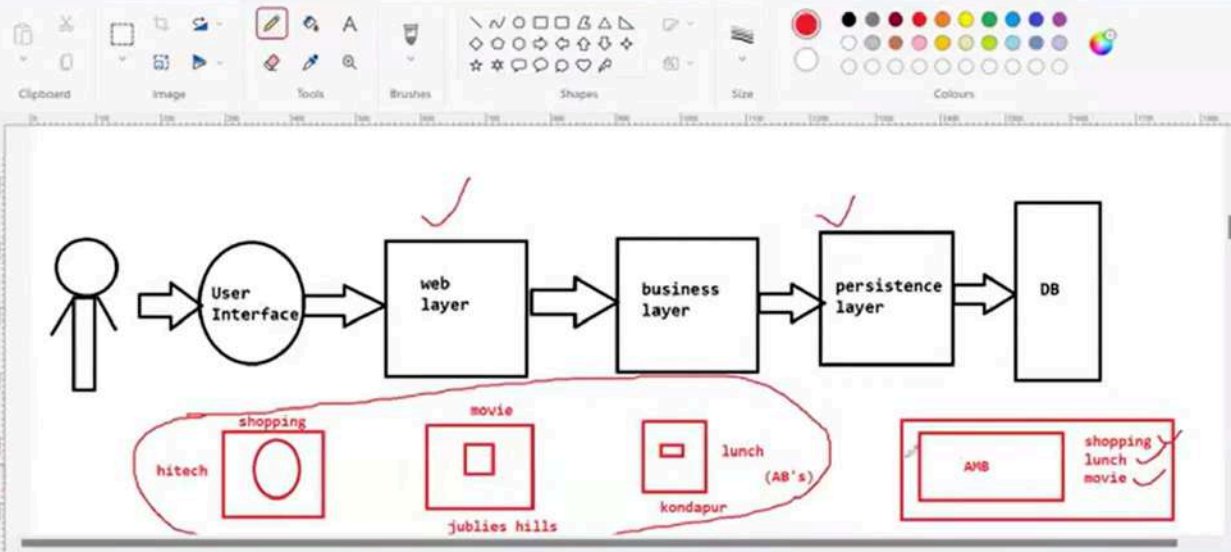 Clipboard
Image
Tools
Brushes
Shapes
Size
Colours
User
Interface
web
layer
business
layer
persistence
layer
DB
shopping
hitech
movie
jublies hills
lunch
(AB's)
kondapur
AMB
shopping
lunch
movie